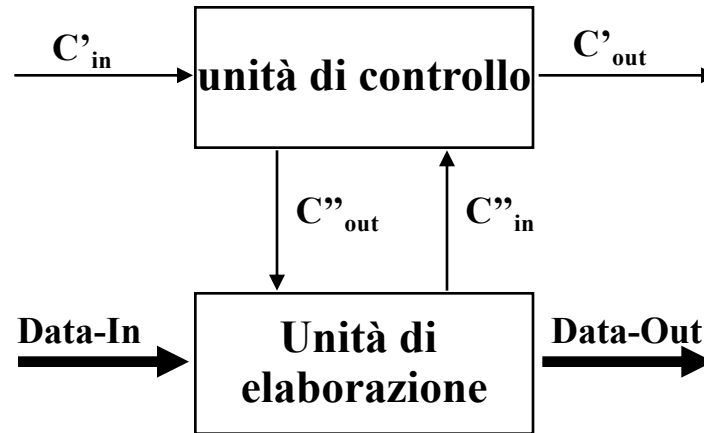 C’in
unità di controllo
C’out
C”out
C”in
Data-In
Unità di
elaborazione
Data-Out